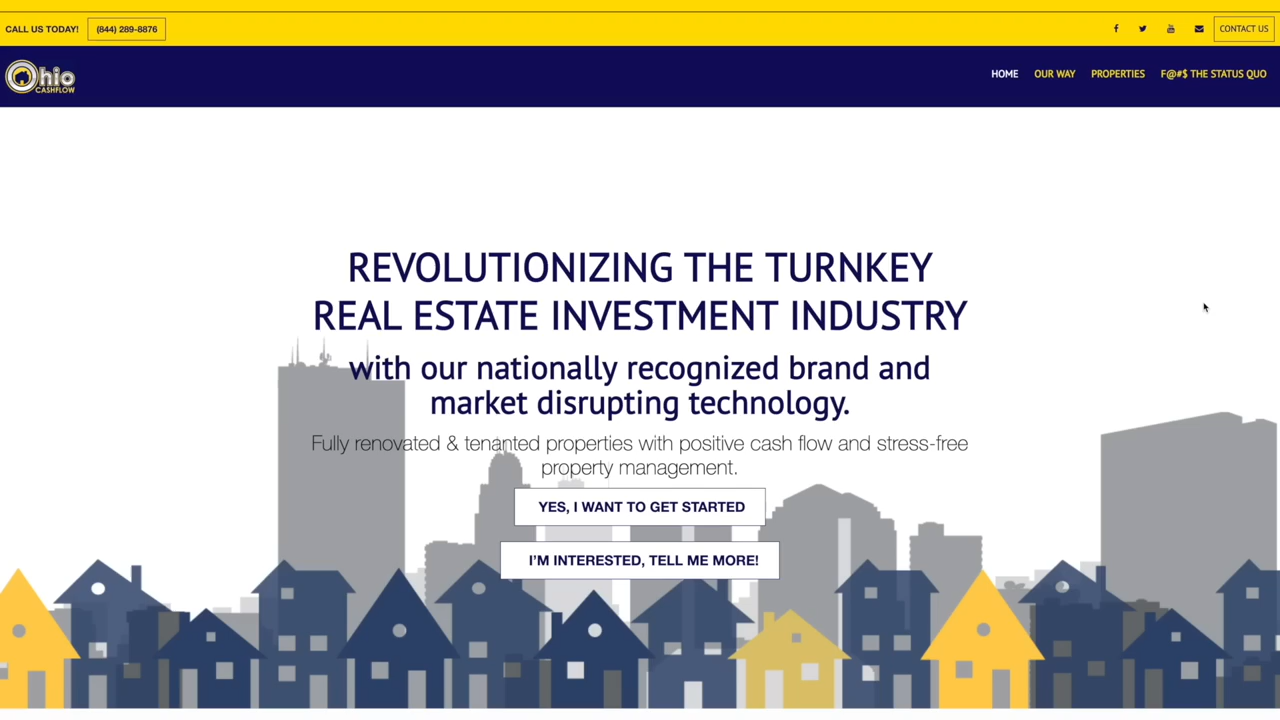 CALL US TODAY! (844) 289-8876 CONTACT US
Ohio
CASHFLOW
HOME OUR WAY PROPERTIES F@#$ THE STATUS QUO
REVOLUTIONIZING THE TURNKEY
REAL ESTATE INVESTMENT INDUSTRY
with our nationally recognized brand and
market disrupting technology.
Fully renovated & tenanted properties with positive cash flow and stress-free
property management.
YES, I WANT TO GET STARTED
I'M INTERESTED, TELL ME MORE!